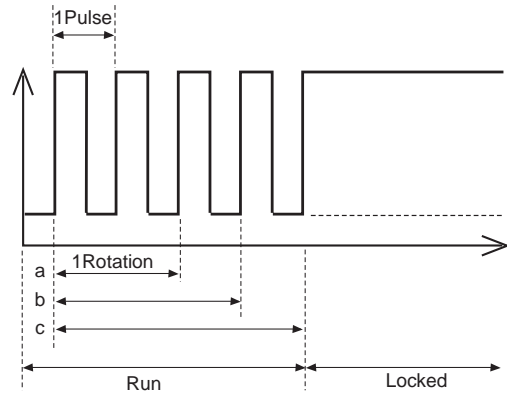 1Pulse
a
1Rotation
b
c
Run
Locked